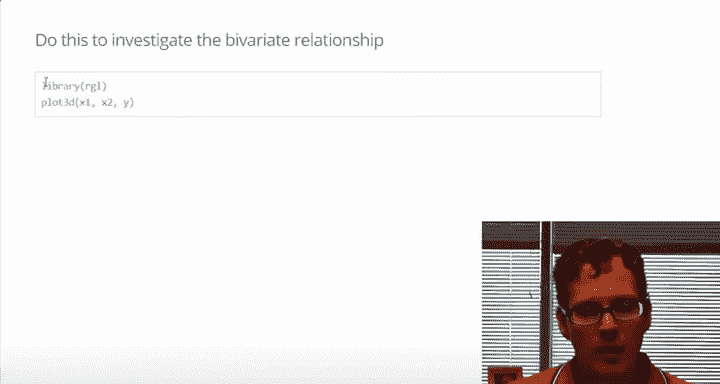 Do this to investigate the bivariate relationship
library(rgl)
plot3d(x1, x2, y)